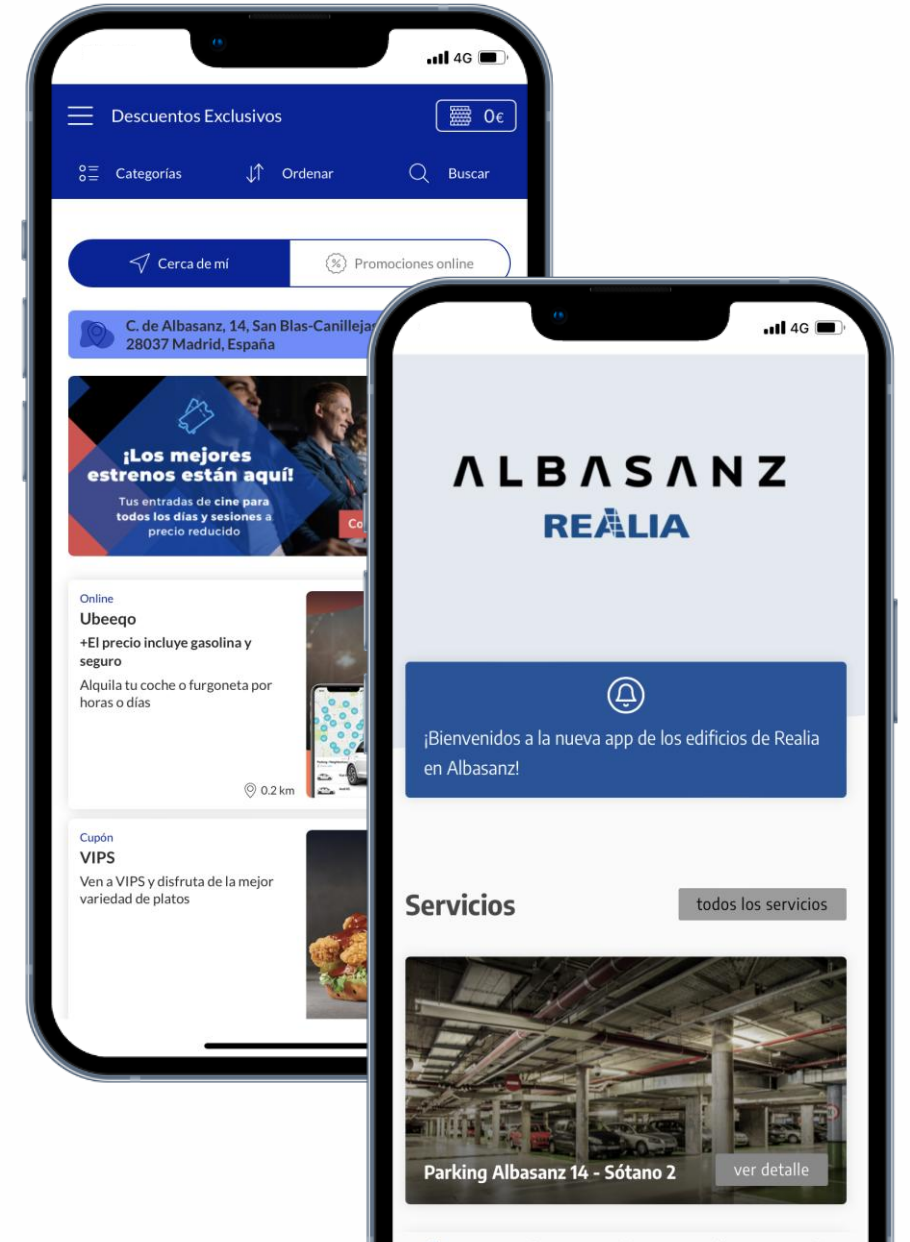 4G
Descuentos Exclusivos
0€
Categorías
Ordenar
Buscar
Cerca de mí
Promociones online
C. de Albasanz, 14, San Blas-Canillejas
28037 Madrid, España
¡Los mejores
estrenos están aquí!
Tus entradas de cine para
todos los días y sesiones a
precio reducido
Online
Ubeeqo
+El precio incluye gasolina y
seguro
Alquila tu coche o furgoneta por
horas o días
0.2 km
Cupón
VIPS
Ven a VIPS y disfruta de la mejor
variedad de platos
4G
ALBASANZ
REALIA
¡Bienvenidos a la nueva app de los edificios de Realia
en Albasanz!
Servicios
todos los servicios
Parking Albasanz 14 - Sótano 2
ver detalle